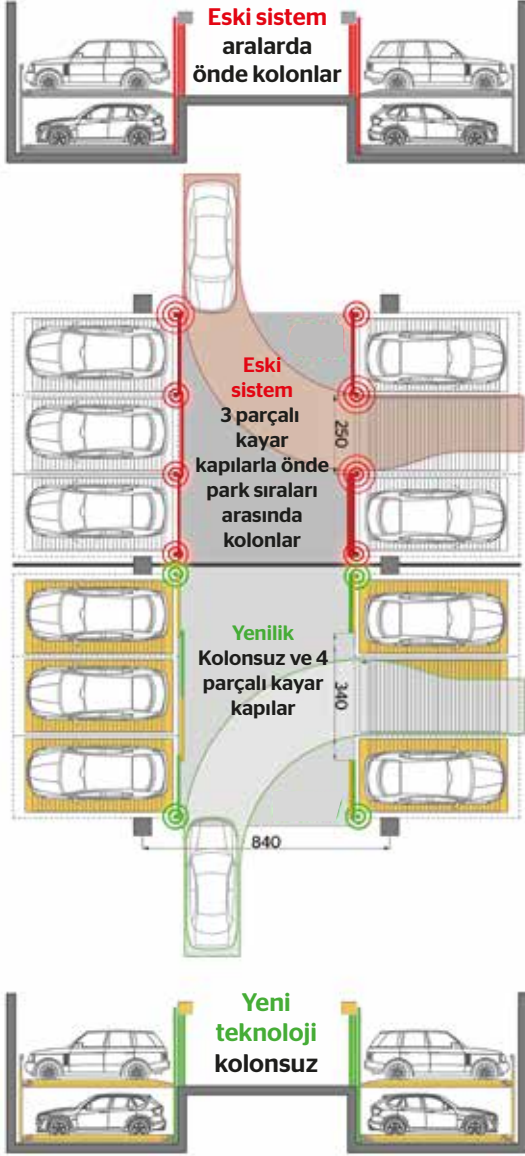 Eski sistem
aralarda
önde kolonlar
Eski
sistem
3 parçalı
kayar
kapılarla önde
park sıraları
arasında
kolonlar
250
Yenilik
Kolonsuz ve 4
parçalı kayar
kapılar
340
840
Yeni
teknoloji
kolonsuz